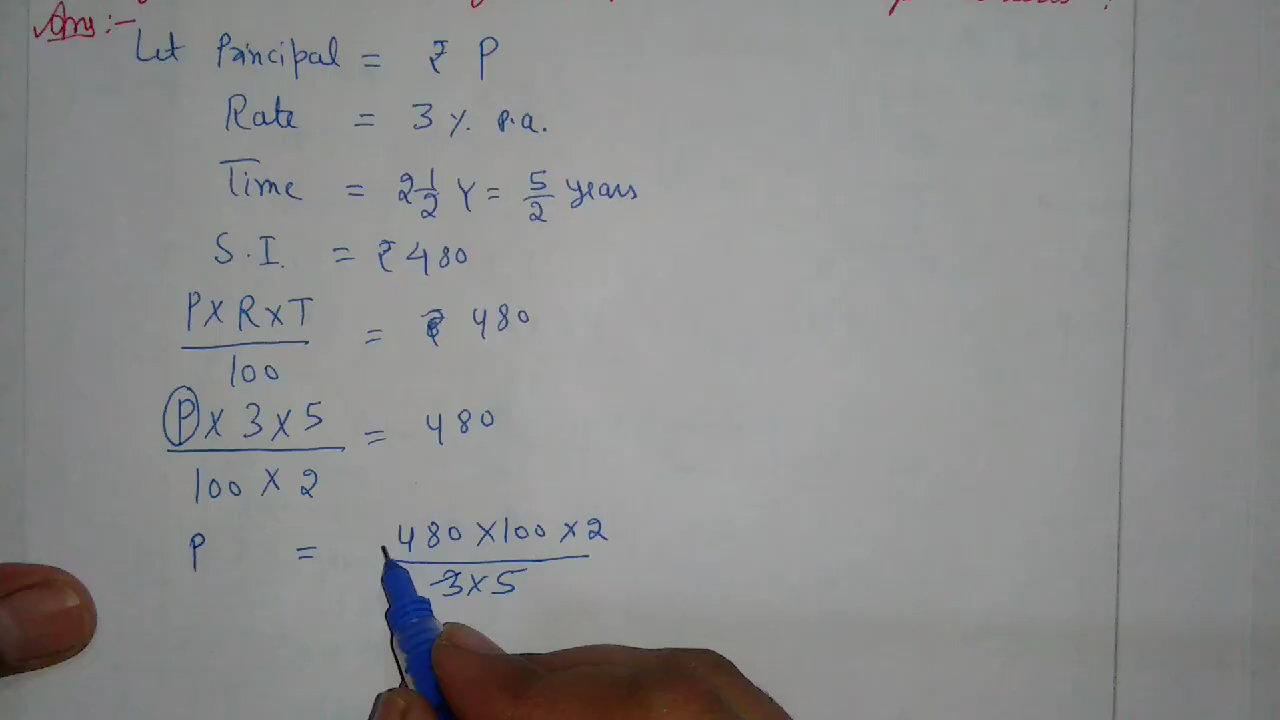 Ans :-
Let Principal = ₹ P
Rate = 3 %. p.a.
Time = 2 1/2 Y = 5/2 years
S.I. = ₹ 480
P X R X T / 100 = ₹ 480
P X 3 X 5 / 100 X 2 = 480
P = 480 X 100 X 2 / 3 X 5